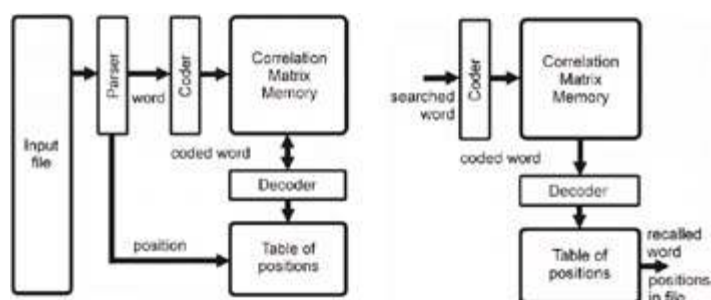 Input
file
Parser
word
Coder
Correlation
Matrix
Memory
coded word
Decoder
position
Table of
positions
searched
word
Coder
Correlation
Matrix
Memory
coded word
Decoder
Table of
positions
recalled
word
positions
in file